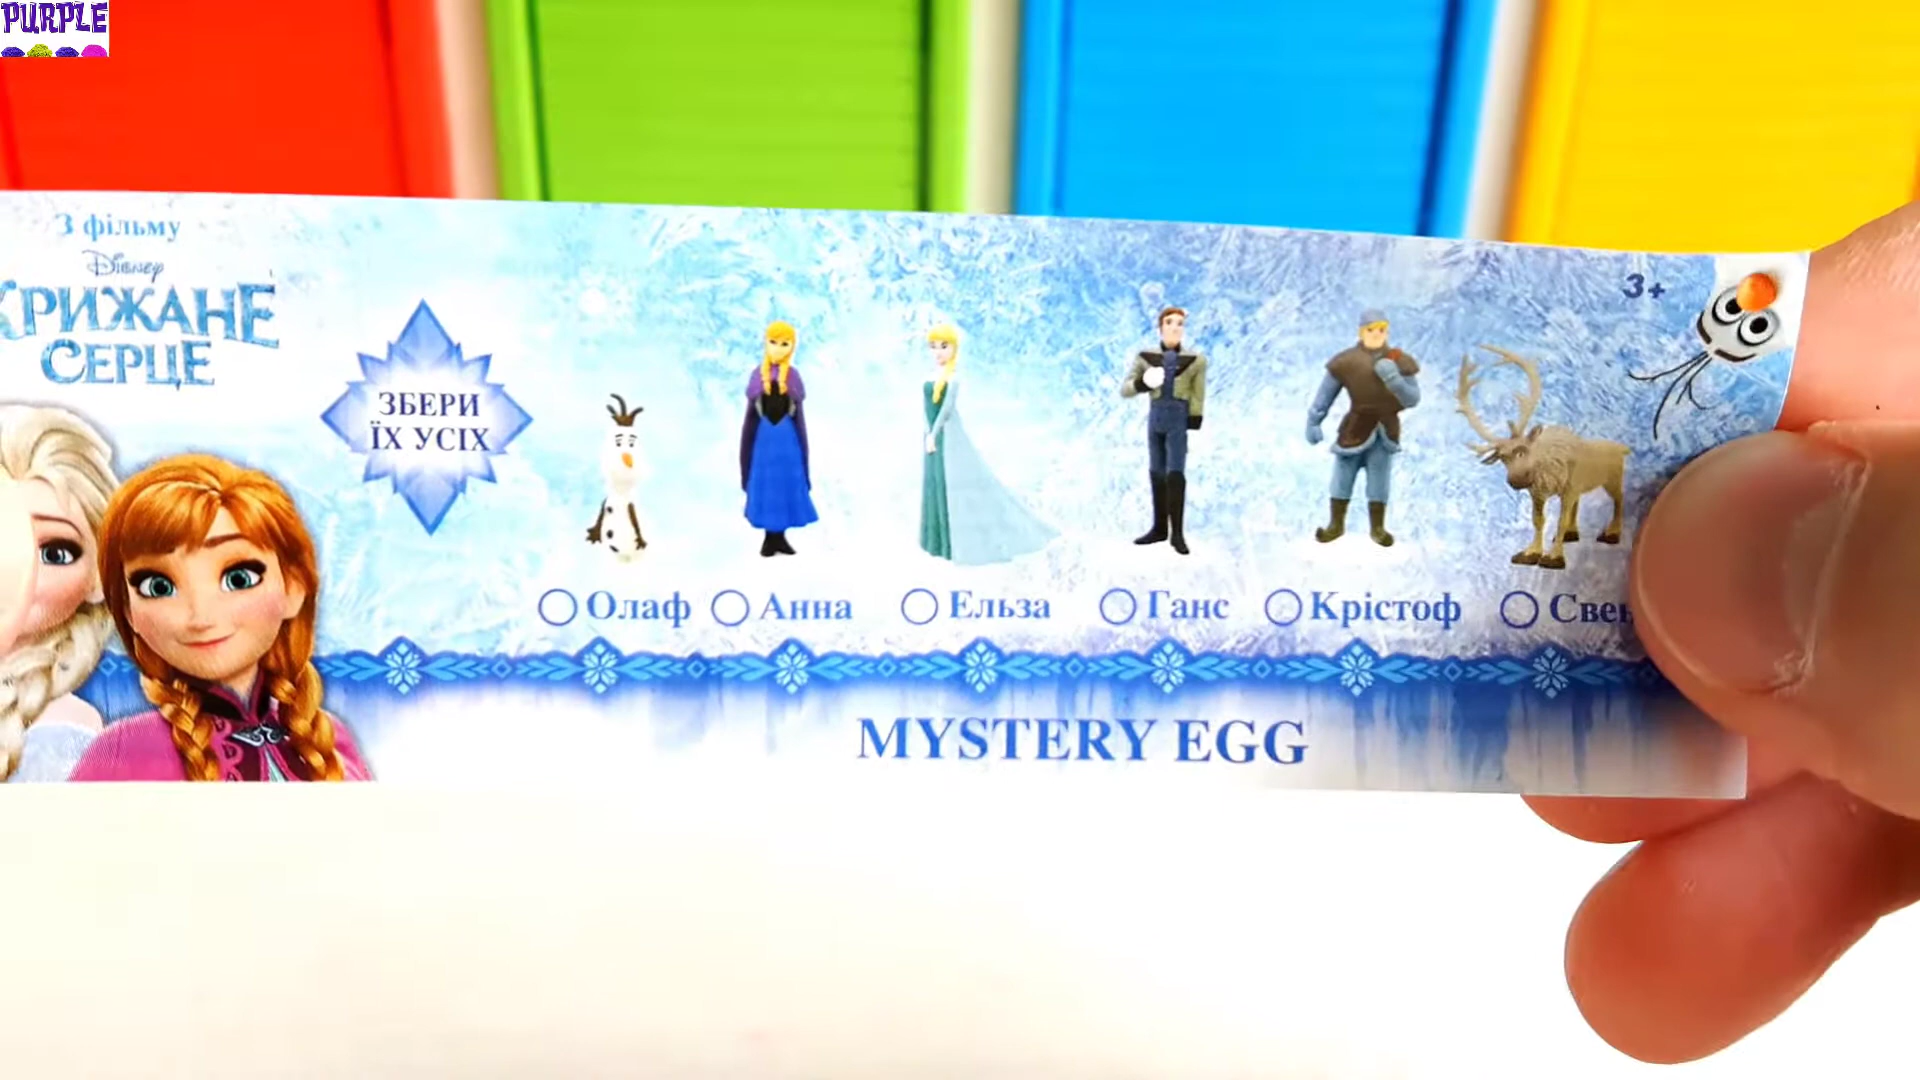 PURPLE
З фільму
Disney
КРИЖАНЕ
СЕРЦЕ
ЗБЕРИ
ЇХ УСІХ
3+
Олаф Анна Ельза Ганс Крістоф
MYSTERY EGG